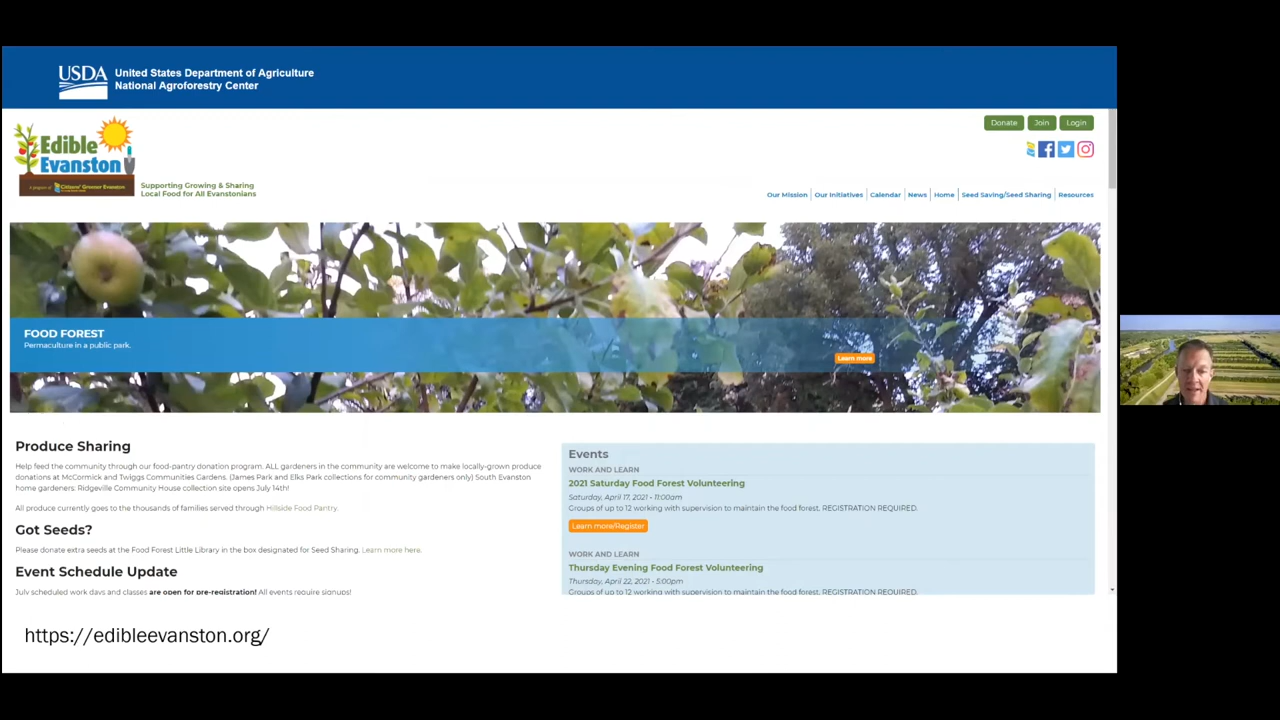 USDA
United States Department of Agriculture
National Agroforestry Center
Donate
Join
Login
Edible
Evanston
A program of Citizens' Greener Evanston
Supporting Growing & Sharing
Local Food for All Evanstonians
Our Mission
Our Initiatives
Calendar
News
Home
Seed Saving/Seed Sharing
Resources
FOOD FOREST
Permaculture in a public park.
Learn more
Produce Sharing
Help feed the community through our food-pantry donation program. ALL gardeners in the community are welcome to make locally-grown produce
donations at McCormick and Twiggs Communities Gardens. (James Park and Elks Park collections for community gardeners only) South Evanston
home gardeners: Ridgeville Community House collection site opens July 14th!
All produce currently goes to the thousands of families served through Hillside Food Pantry.
Got Seeds?
Please donate extra seeds at the Food Forest Little Library in the box designated for Seed Sharing. Learn more here.
Event Schedule Update
July scheduled work days and classes are open for pre-registration! All events require signups!
Events
WORK AND LEARN
2021 Saturday Food Forest Volunteering
Saturday, April 17, 2021 - 11:00am
Groups of up to 12 working with supervision to maintain the food forest. REGISTRATION REQUIRED.
Learn more/Register
WORK AND LEARN
Thursday Evening Food Forest Volunteering
Thursday, April 22, 2021 - 5:00pm
Groups of up to 12 working with supervision to maintain the food forest. REGISTRATION REQUIRED.
https://edibleevanston.org/